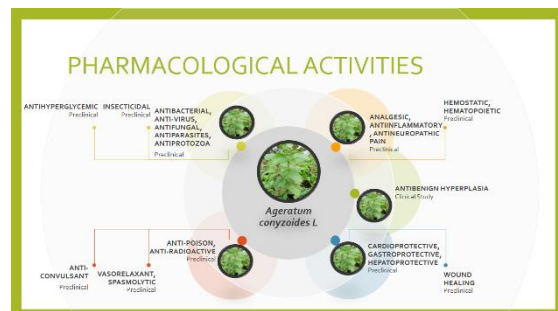 PHARMACOLOGICAL ACTIVITIES
ANTIHYPERGLYCEMIC
Preclinical
INSECTICIDAL
Preclinical
ANTIBACTERIAL,
ANTI-VIRUS,
ANTIFUNGAL,
ANTIPARASITES,
ANTIPROTOZOA
Preclinical
ANALGESIC,
ANTIINFLAMMATORY
, ANTINEUROPATHIC
PAIN
Preclinical
HEMOSTATIC,
HEMATOPOIETIC
Preclinical
Ageratum
conyzoides L.
ANTIBENIGN HYPERPLASIA
Clinical Study
ANTI-
CONVULSANT
Preclinical
VASORELAXANT,
SPASMOLYTIC
Preclinical
ANTI-POISON,
ANTI-RADIOACTIVE
Preclinical
CARDIOPROTECTIVE,
GASTROPROTECTIVE,
HEPATOPROTECTIVE
Preclinical
WOUND
HEALING
Preclinical